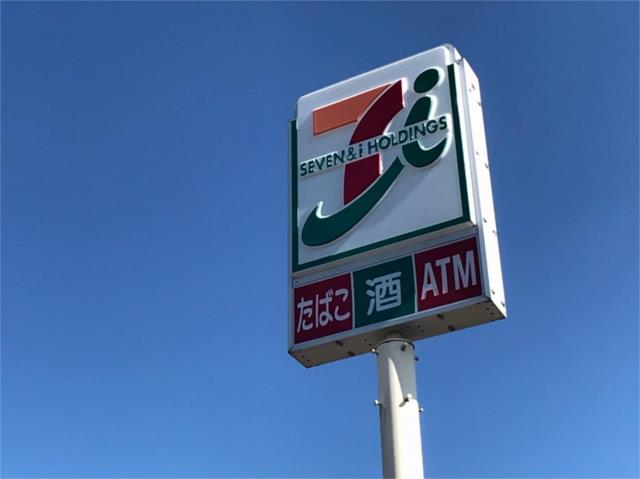 SEVEN&i HOLDINGS
たばこ 酒 ATM